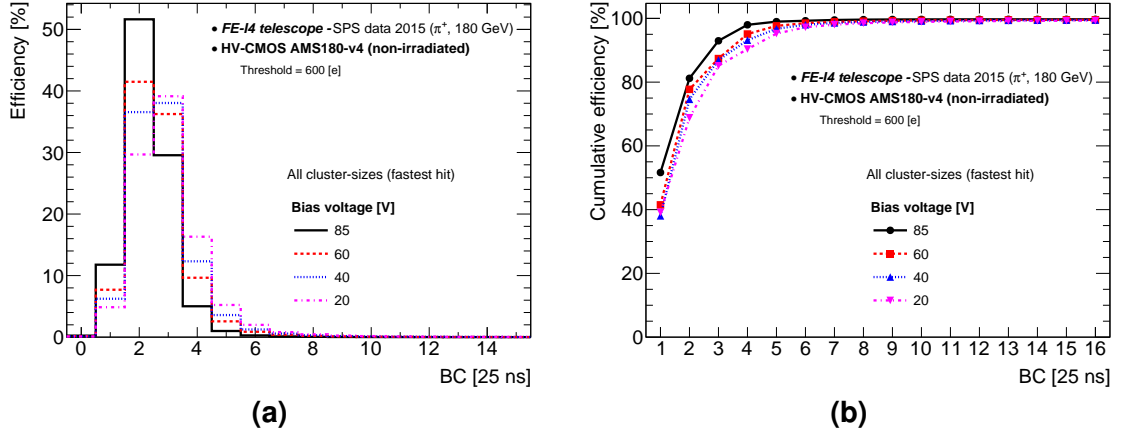 Efficiency [%]
50
40
30
20
10
0
0 2 4 6 8 10 12 14
BC [25 ns]
• FE-I4 telescope -SPS data 2015 (π⁺, 180 GeV)
• HV-CMOS AMS180-v4 (non-irradiated)
Threshold = 600 [e]
All cluster-sizes (fastest hit)
Bias voltage [V]
85
60
40
20
(a)
Cumulative efficiency [%]
100
80
60
40
20
0
1 2 3 4 5 6 7 8 9 10 11 12 13 14 15 16
BC [25 ns]
• FE-I4 telescope -SPS data 2015 (π⁺, 180 GeV)
• HV-CMOS AMS180-v4 (non-irradiated)
Threshold = 600 [e]
All cluster-sizes (fastest hit)
Bias voltage [V]
85
60
40
20
(b)